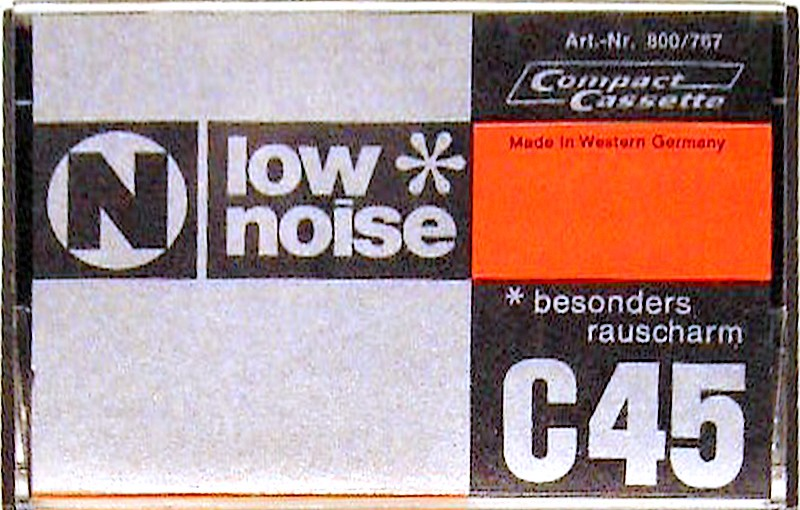 Art.-Nr. 800/767
Compact
Cassette
Made in Western Germany
N
low *
noise
* besonders
rauscharm
C45